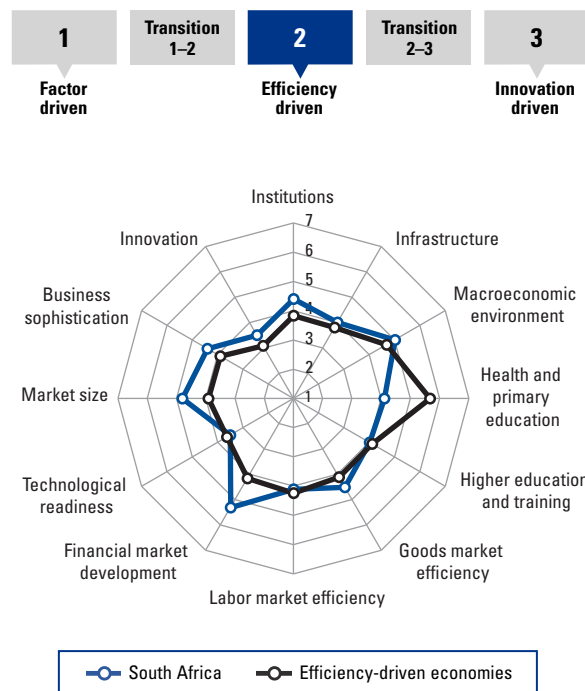 1
Transition
1–2
2
Transition
2–3
3
Factor
driven
Efficiency
driven
Innovation
driven
Institutions
7
6
5
4
3
2
1
Innovation
Infrastructure
Business
sophistication
Macroeconomic
environment
Market size
Health and
primary
education
Technological
readiness
Higher education
and training
Financial market
development
Goods market
efficiency
Labor market efficiency
South Africa
Efficiency-driven economies